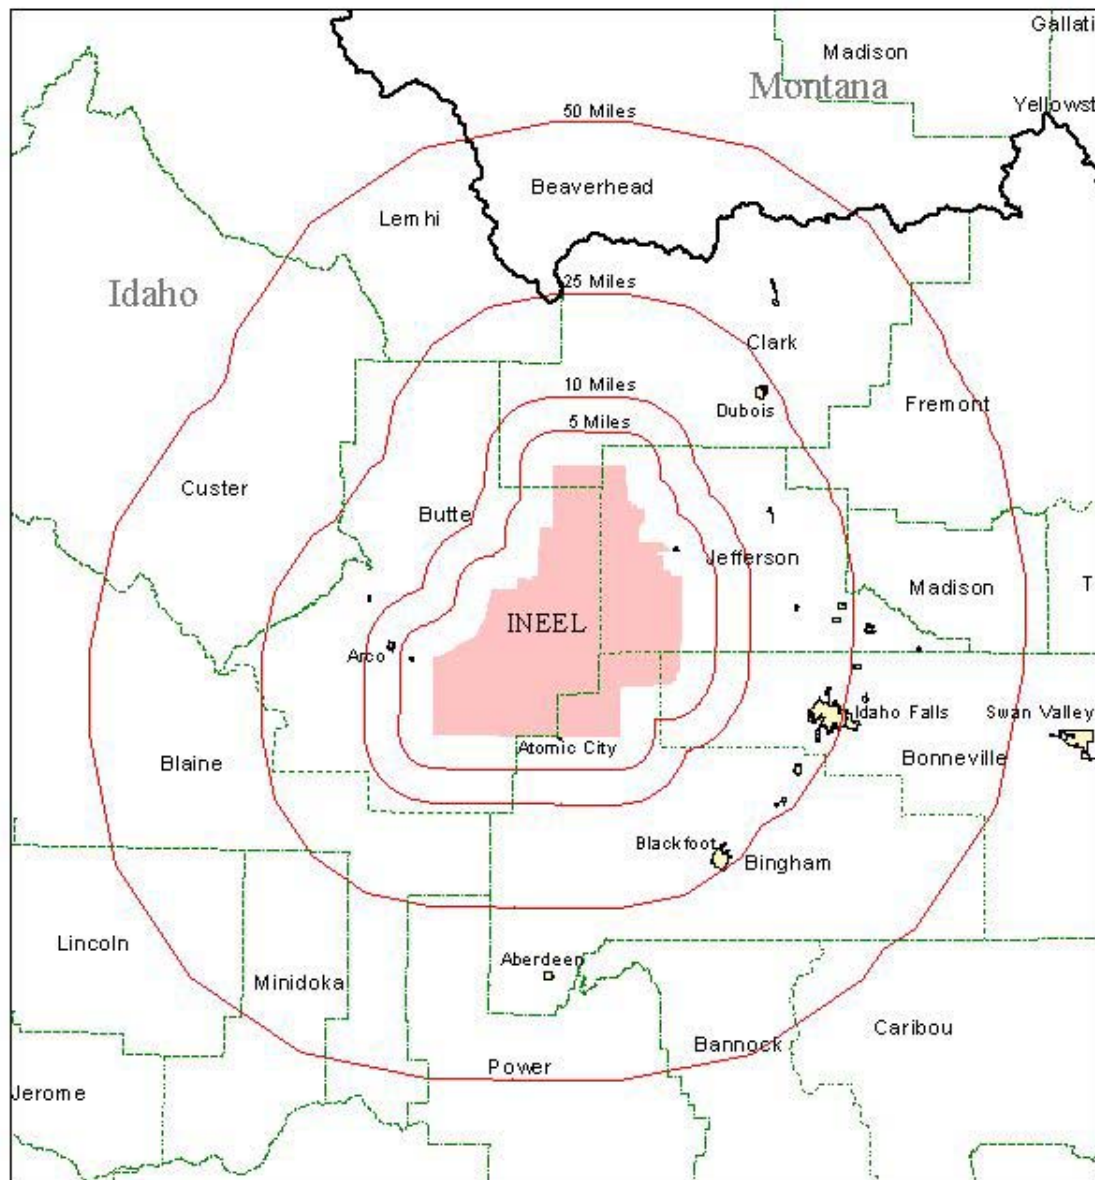 Gallati
Madison
Montana
Yellowst
50 Miles
Beaverhead
Lemhi
Idaho
25 Miles
Clark
10 Miles
Dubois
Fremont
5 Miles
Custer
Butte
Jefferson
Madison
T
INEEL
Arco
Idaho Falls
Swan Valley
Atomic City
Blaine
Bonneville
Blackfoot
Bingham
Lincoln
Aberdeen
Minidoka
Caribou
Bannock
Power
Jerome